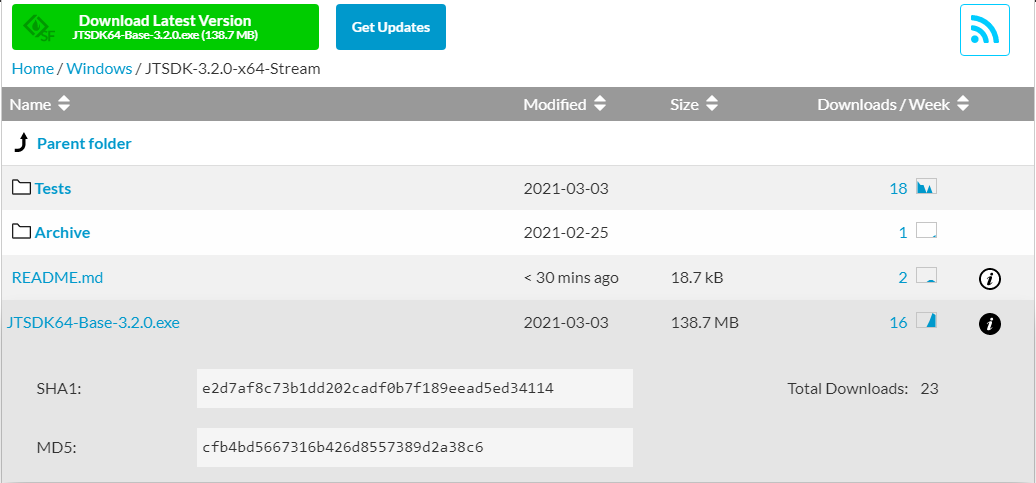 Download Latest Version
JTSDK64-Base-3.2.0.exe (138.7 MB)
SF
Get Updates
Home / Windows / JTSDK-3.2.0-x64-Stream
Name Modified Size Downloads / Week
Parent folder
Tests 2021-03-03 18
Archive 2021-02-25 1
README.md < 30 mins ago 18.7 kB 2 i
JTSDK64-Base-3.2.0.exe 2021-03-03 138.7 MB 16 i
SHA1: e2d7af8c73b1dd202cadf0b7f189eead5ed34114 Total Downloads: 23
MD5: cfb4bd5667316b426d8557389d2a38c6